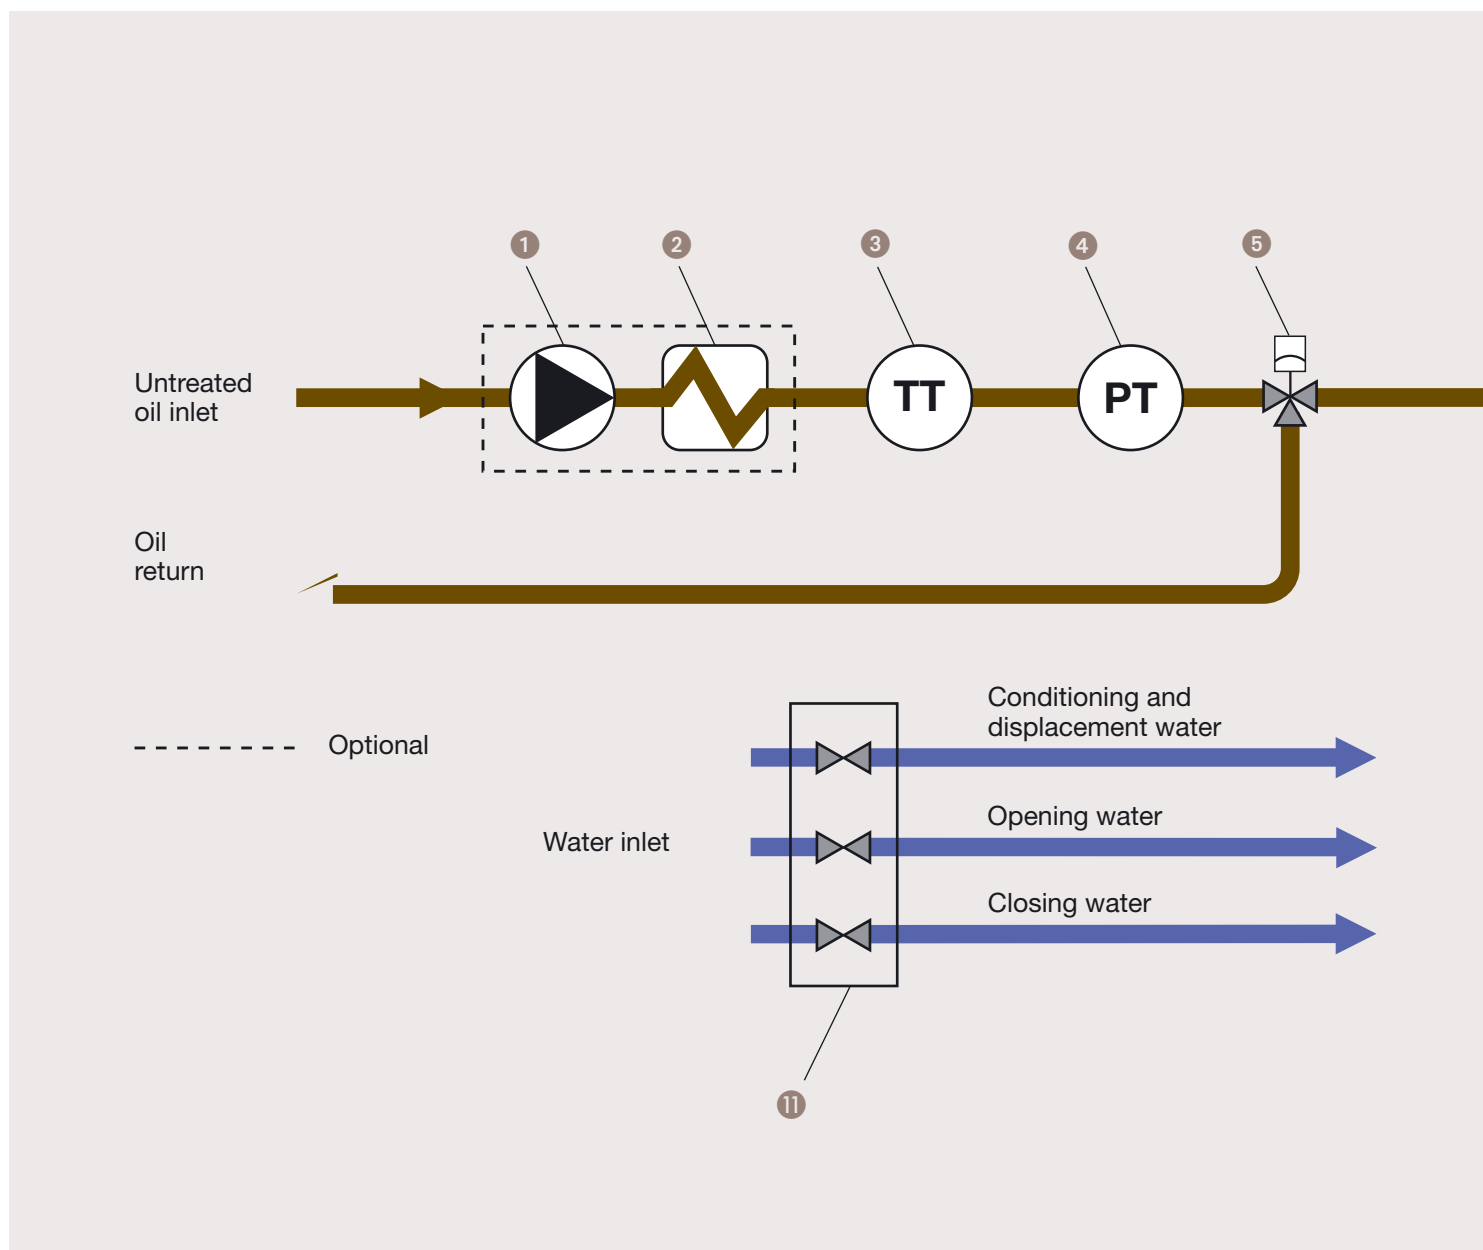 1
2
3
4
5
Untreated
oil inlet
TT
PT
Oil
return
Optional
Conditioning and
displacement water
Water inlet
Opening water
Closing water
11